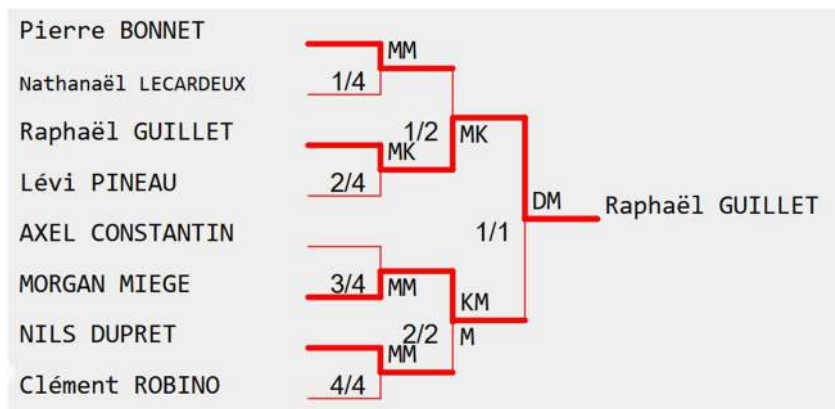 Pierre BONNET
MM
Nathanaël LECARDEUX 1/4
Raphaël GUILLET 1/2 MK
MK
Lévi PINEAU 2/4
DM Raphaël GUILLET
AXEL CONSTANTIN 1/1
MORGAN MIEGE 3/4 MM
KM
NILS DUPRET 2/2 M
MM
Clément ROBINO 4/4